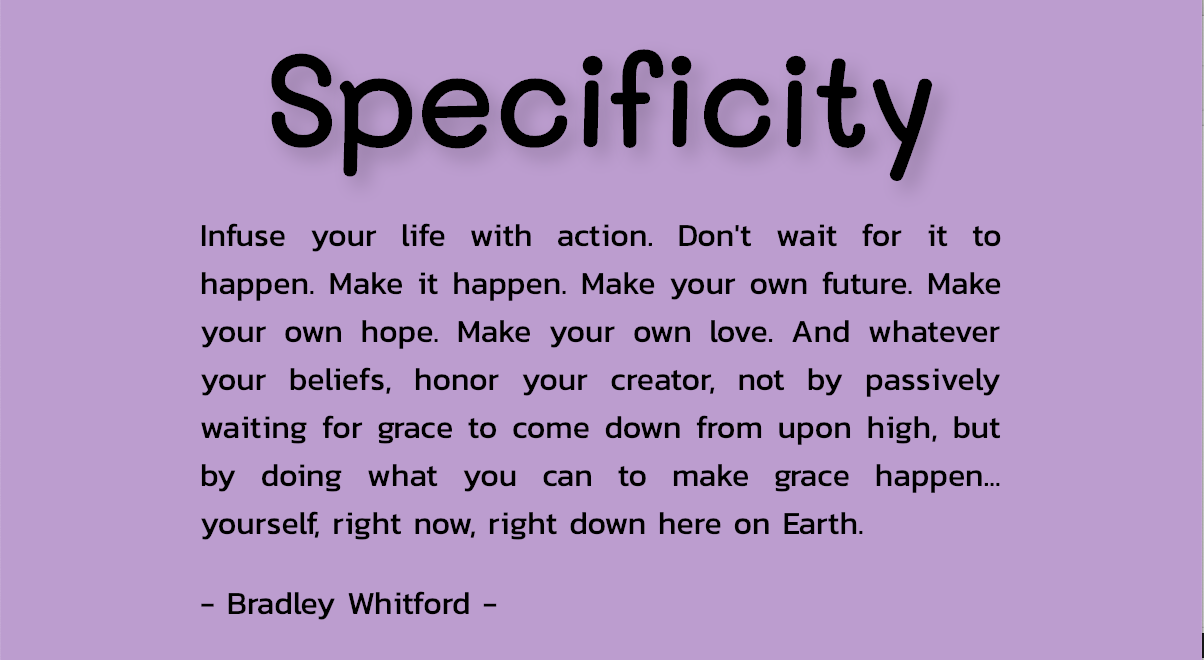 Specificity
Infuse your life with action. Don't wait for it to
happen. Make it happen. Make your own future. Make
your own hope. Make your own love. And whatever
your beliefs, honor your creator, not by passively
waiting for grace to come down from upon high, but
by doing what you can to make grace happen...
yourself, right now, right down here on Earth.
- Bradley Whitford -